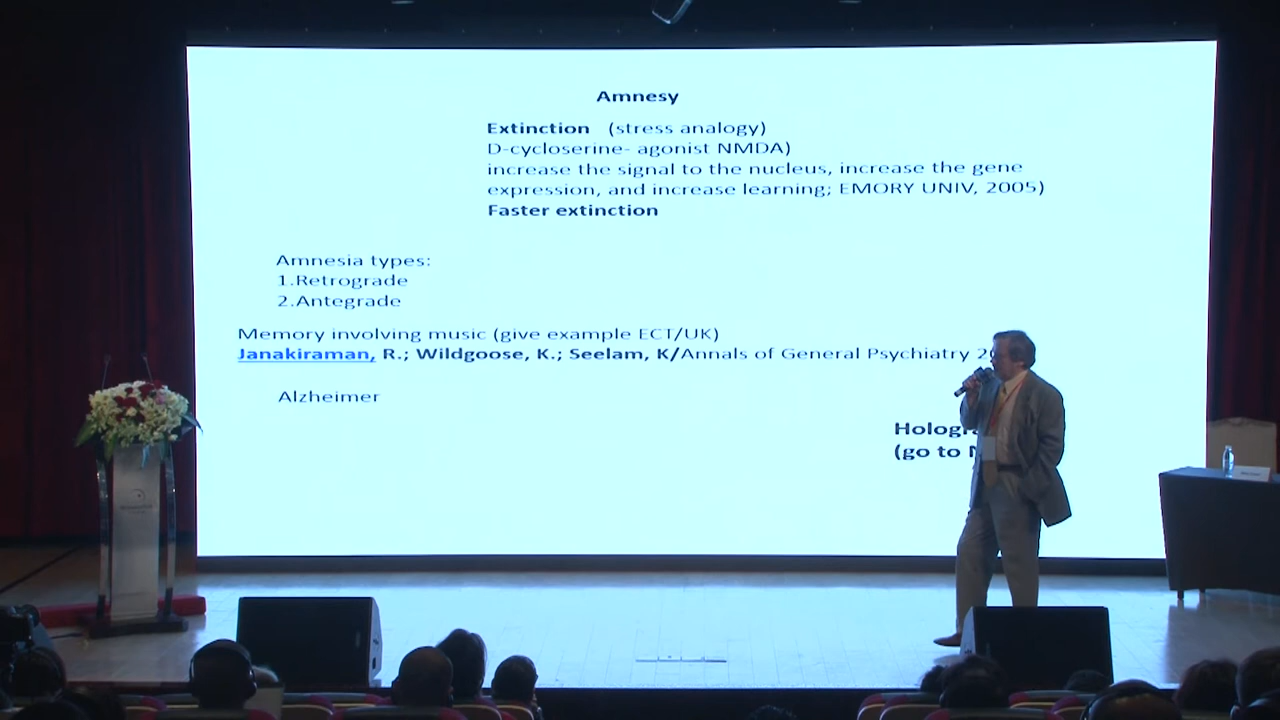 Amnesy
Extinction (stress analogy)
D-cycloserine- agonist NMDA)
increase the signal to the nucleus, increase the gene
expression, and increase learning; EMORY UNIV, 2005)
Faster extinction
Amnesia types:
1.Retrograde
2.Antegrade
Memory involving music (give example ECT/UK)
Janakiraman, R.; Wildgoose, K.; Seelam, K/Annals of General Psychiatry
Alzheimer
(go to